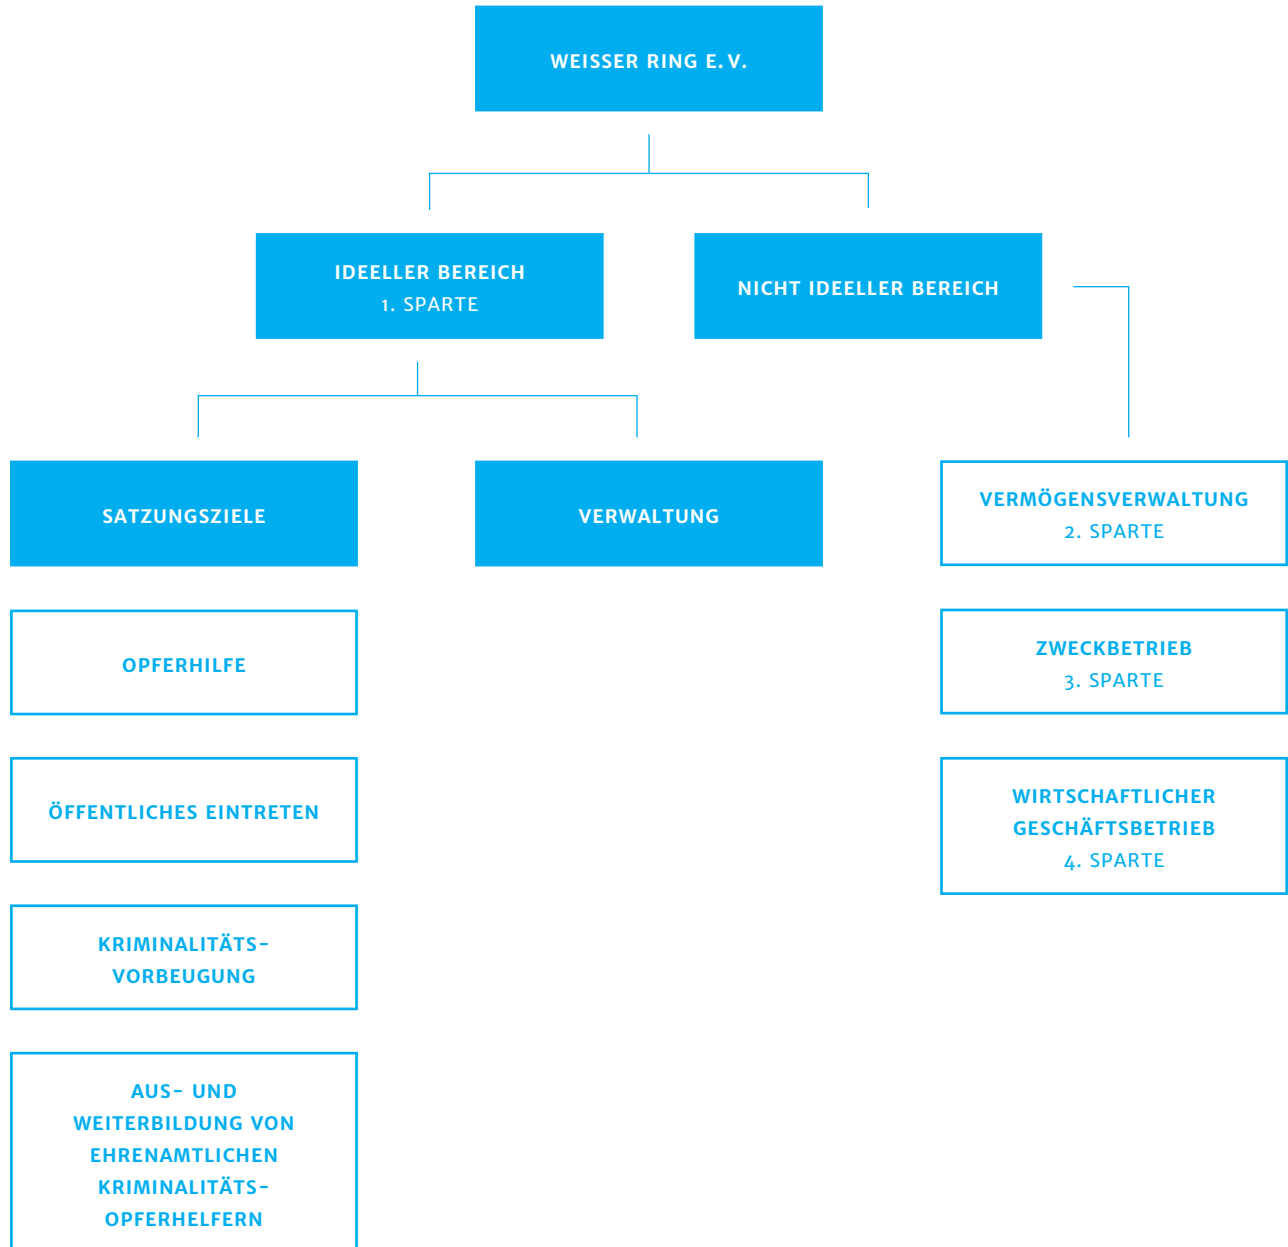 WEISSER RING E. V.
IDEELLER BEREICH
1. SPARTE
NICHT IDEELLER BEREICH
SATZUNGSZIELE
VERWALTUNG
VERMÖGENSVERWALTUNG
2. SPARTE
OPFERHILFE
ZWECKBETRIEB
3. SPARTE
ÖFFENTLICHES EINTRETEN
WIRTSCHAFTLICHER
GESCHÄFTSBETRIEB
4. SPARTE
KRIMINALITÄTS-
VORBEUGUNG
AUS- UND
WEITERBILDUNG VON
EHRENAMTLICHEN
KRIMINALITÄTS-
OPFERHELFERN